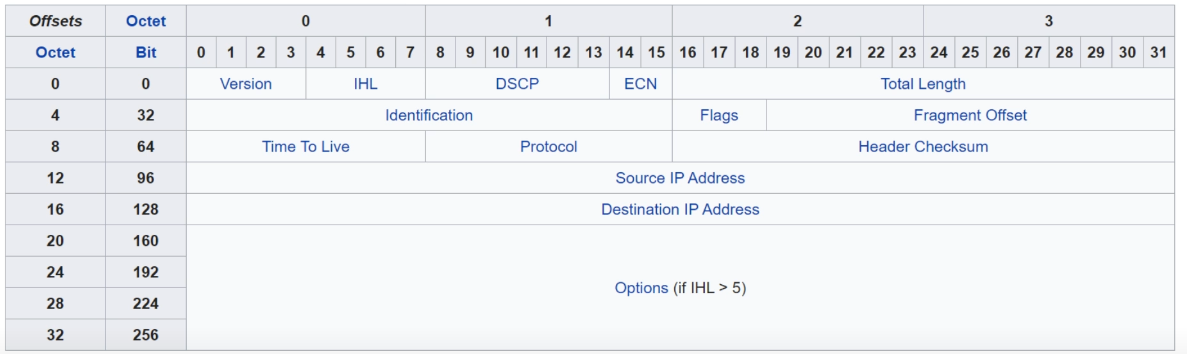 Offsets Octet 0 1 2 3
Octet Bit 0 1 2 3 4 5 6 7 8 9 10 11 12 13 14 15 16 17 18 19 20 21 22 23 24 25 26 27 28 29 30 31
0 0 Version IHL DSCP ECN Total Length
4 32 Identification Flags Fragment Offset
8 64 Time To Live Protocol Header Checksum
12 96 Source IP Address
16 128 Destination IP Address
20 160
24 192
Options (if IHL > 5)
28 224
32 256